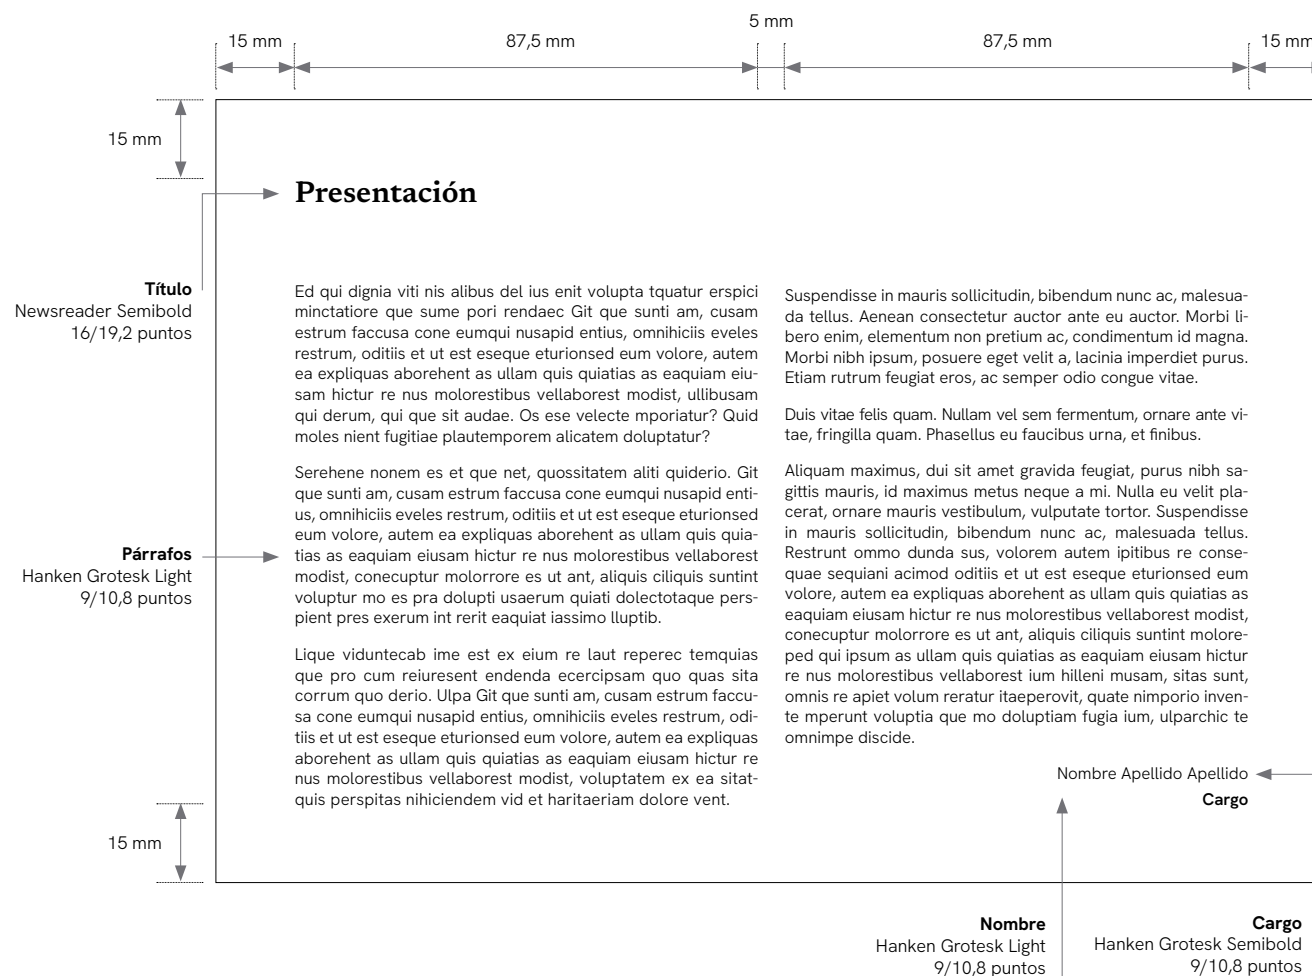 5 mm
15 mm
87,5 mm
87,5 mm
15 mm
15 mm
Presentación
Título
Newsreader Semibold
16/19,2 puntos
Ed qui dignia viti nis alibus del ius enit volupta tquatur erspici
minctatiore que sume pori rendaec Git que sunti am, cusam
estrum faccusa cone eumqui nusapid entius, omnihiciis eveles
restrum, oditiis et ut est eseque eturionsed eum volore, autem
ea expliquas aborehent as ullam quis quiatias as eaquiam eiu-
sam hictur re nus molorestibus vellaborest modist, ullibusam
qui derum, qui que sit audae. Os ese velecte mporiatur? Quid
moles nient fugitiae plautemporem alicatem doluptatur?
Serehene nonem es et que net, quossitatem aliti quiderio. Git
que sunti am, cusam estrum faccusa cone eumqui nusapid enti-
us, omnihiciis eveles restrum, oditiis et ut est eseque eturionsed
eum volore, autem ea expliquas aborehent as ullam quis quia-
tias as eaquiam eiusam hictur re nus molorestibus vellaborest
modist, conecuptur molorrore es ut ant, aliquis ciliquis suntint
voluptur mo es pra dolupti usaerum quiati dolectotaque pers-
pient pres exerum int rerit eaquiat iassimo lluptib.
Lique viduntecab ime est ex eium re laut reperec temquias
que pro cum reiuresent endenda ecercipsam quo quas sita
corrum quo derio. Ulpa Git que sunti am, cusam estrum faccu-
sa cone eumqui nusapid entius, omnihiciis eveles restrum, odi-
tiis et ut est eseque eturionsed eum volore, autem ea expliquas
aborehent as ullam quis quiatias as eaquiam eiusam hictur re
nus molorestibus vellaborest modist, voluptatem ex ea sitat-
quis perspitas nihiciendem vid et haritaeriam dolore vent.
Párrafos
Hanken Grotesk Light
9/10,8 puntos
Suspendisse in mauris sollicitudin, bibendum nunc ac, malesua-
da tellus. Aenean consectetur auctor ante eu auctor. Morbi li-
bero enim, elementum non pretium ac, condimentum id magna.
Morbi nibh ipsum, posuere eget velit a, lacinia imperdiet purus.
Etiam rutrum feugiat eros, ac semper odio congue vitae.
Duis vitae felis quam. Nullam vel sem fermentum, ornare ante vi-
tae, fringilla quam. Phasellus eu faucibus urna, et finibus.
Aliquam maximus, dui sit amet gravida feugiat, purus nibh sa-
gittis mauris, id maximus metus neque a mi. Nulla eu velit pla-
cerat, ornare mauris vestibulum, vulputate tortor. Suspendisse
in mauris sollicitudin, bibendum nunc ac, malesuada tellus.
Restrunt ommo dunda sus, volorem autem ipitibus re conse-
quae sequiani acimod oditiis et ut est eseque eturionsed eum
volore, autem ea expliquas aborehent as ullam quis quiatias as
eaquiam eiusam hictur re nus molorestibus vellaborest modist,
conecuptur molorrore es ut ant, aliquis ciliquis suntint molore-
ped qui ipsum as ullam quis quiatias as eaquiam eiusam hictur
re nus molorestibus vellaborest ium hilleni musam, sitas sunt,
omnis re apiet volum reratur itaeperovit, quate nimporio inven-
te mperunt voluptia que mo doluptiam fugia ium, ulparchic te
omnimpe discide.
Nombre Apellido Apellido
Cargo
15 mm
Nombre
Hanken Grotesk Light
9/10,8 puntos
Cargo
Hanken Grotesk Semibold
9/10,8 puntos